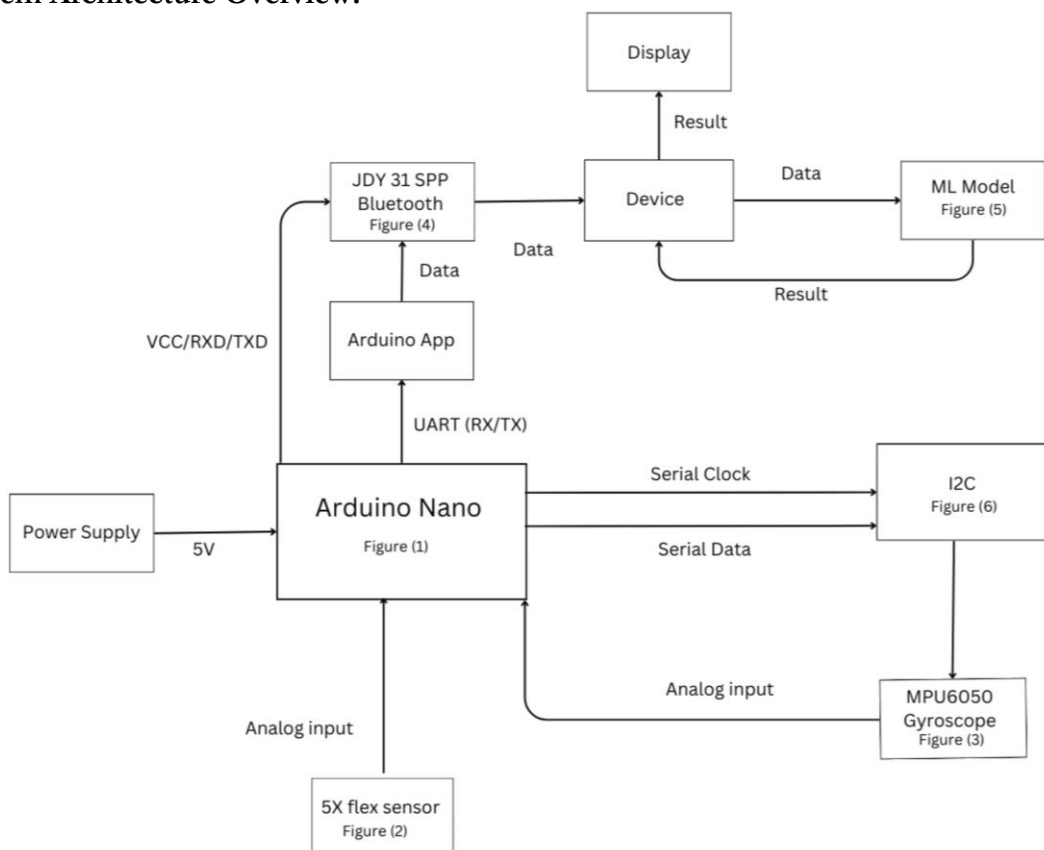 Architecture Overview:
Display
Result
JDY 31 SPP
Bluetooth
Figure (4)
Device
Data
ML Model
Figure (5)
Data
Data
Result
Arduino App
VCC/RXD/TXD
UART (RX/TX)
Arduino Nano
Figure (1)
Serial Clock
Serial Data
I2C
Figure (6)
Power Supply
5V
Analog input
MPU6050
Gyroscope
Figure (3)
Analog input
5X flex sensor
Figure (2)